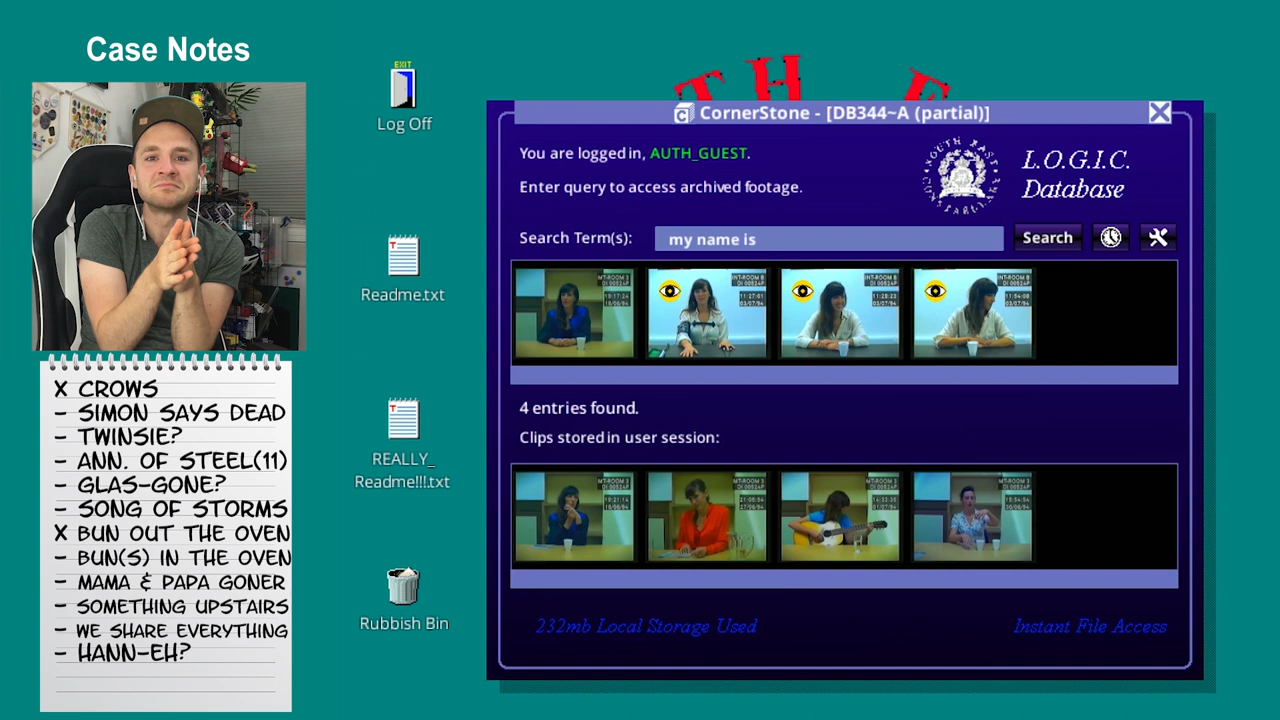 Case Notes
X CROWS
- SIMON SAYS DEAD
- TWINSIE?
- ANN. OF STEEL(11)
- GLAS-GONE?
- SONG OF STORMS
X BUN OUT THE OVEN
- BUN(S) IN THE OVEN
- MAMA & PAPA GONER
- SOMETHING UPSTAIRS
- WE SHARE EVERYTHING
- HANN-EH?
EXIT
Log Off
Readme.txt
REALLY_
Readme!!!.txt
Rubbish Bin
THE
CornerStone - [DB344~A (partial)]
You are logged in, AUTH_GUEST.
Enter query to access archived footage.
L.O.G.I.C.
Database
Search Term(s):
my name is
Search
4 entries found.
Clips stored in user session:
232mb Local Storage Used
Instant File Access